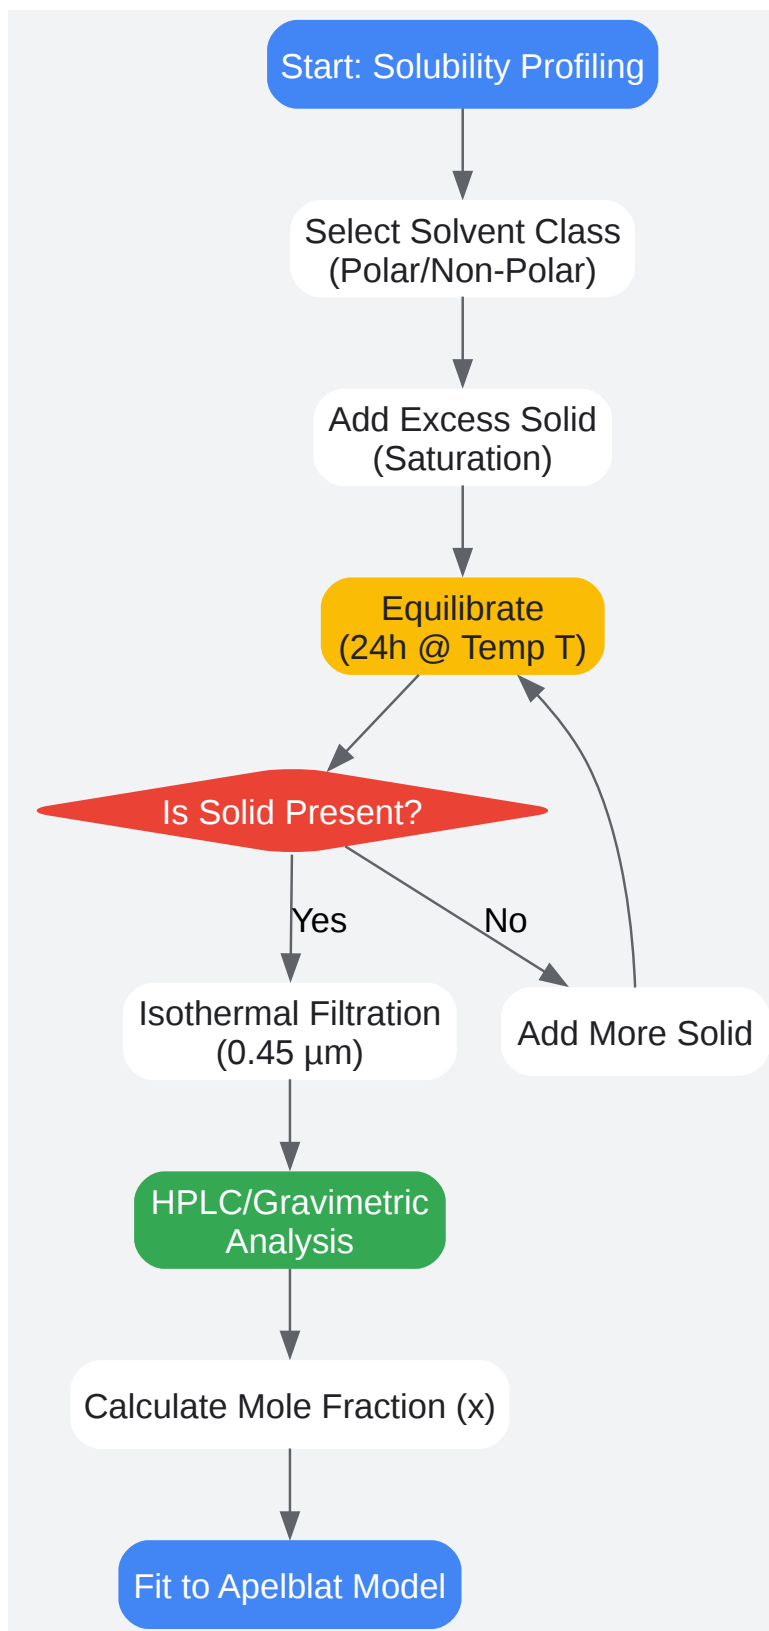 Start: Solubility Profiling
Select Solvent Class
(Polar/Non-Polar)
Add Excess Solid
(Saturation)
Equilibrate
(24h @ Temp T)
Is Solid Present?
Yes
No
Isothermal Filtration
(0.45 µm)
Add More Solid
HPLC/Gravimetric
Analysis
Calculate Mole Fraction (x)
Fit to Apelblat Model